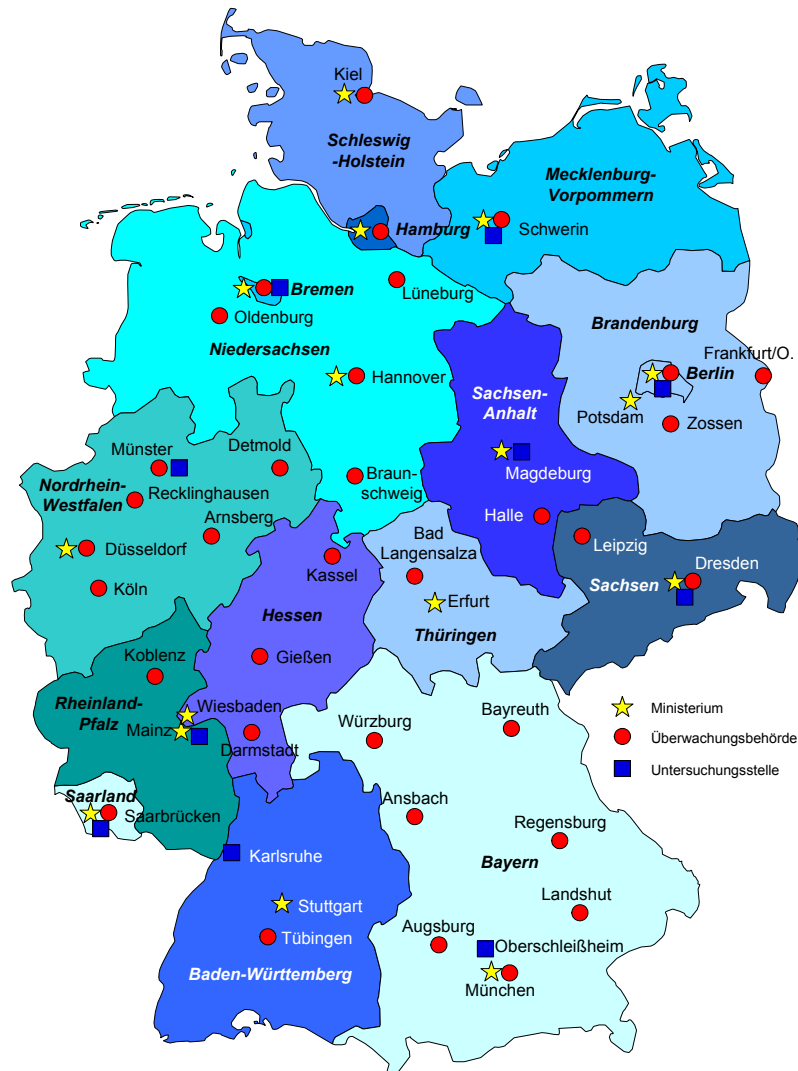 Kiel
Schleswig
-Holstein
Mecklenburg-
Vorpommern
Hamburg
Schwerin
Bremen
Lüneburg
Oldenburg
Brandenburg
Niedersachsen
Frankfurt/O.
Hannover
Berlin
Sachsen-
Anhalt
Potsdam
Zossen
Münster
Detmold
Magdeburg
Nordrhein-
Westfalen
Recklinghausen
Braun-
schweig
Arnsberg
Halle
Bad
Langensalza
Leipzig
Düsseldorf
Kassel
Dresden
Sachsen
Köln
Erfurt
Hessen
Thüringen
Koblenz
Gießen
Rheinland-
Pfalz
Wiesbaden
Mainz
Darmstadt
Würzburg
Bayreuth
Ministerium
Überwachungsbehörde
Untersuchungsstelle
Saarland
Saarbrücken
Ansbach
Regensburg
Karlsruhe
Bayern
Landshut
Stuttgart
Augsburg
Tübingen
Oberschleißheim
Baden-Württemberg
München